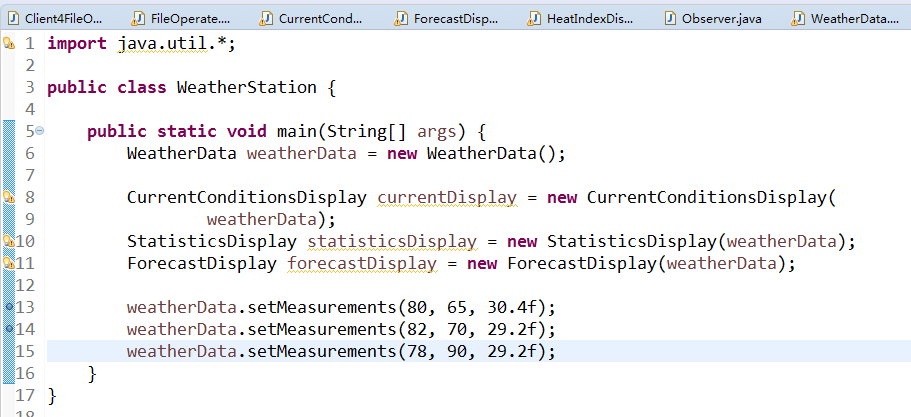 Client4FileO... FileOperate.... CurrentCond... ForecastDisp... HeatIndexDis... Observer.java WeatherData....
1 import java.util.*;
2
3 public class WeatherStation {
4
5 public static void main(String[] args) {
6 WeatherData weatherData = new WeatherData();
7
8 CurrentConditionsDisplay currentDisplay = new CurrentConditionsDisplay(
9 weatherData);
10 StatisticsDisplay statisticsDisplay = new StatisticsDisplay(weatherData);
11 ForecastDisplay forecastDisplay = new ForecastDisplay(weatherData);
12
13 weatherData.setMeasurements(80, 65, 30.4f);
14 weatherData.setMeasurements(82, 70, 29.2f);
15 weatherData.setMeasurements(78, 90, 29.2f);
16 }
17 }
18